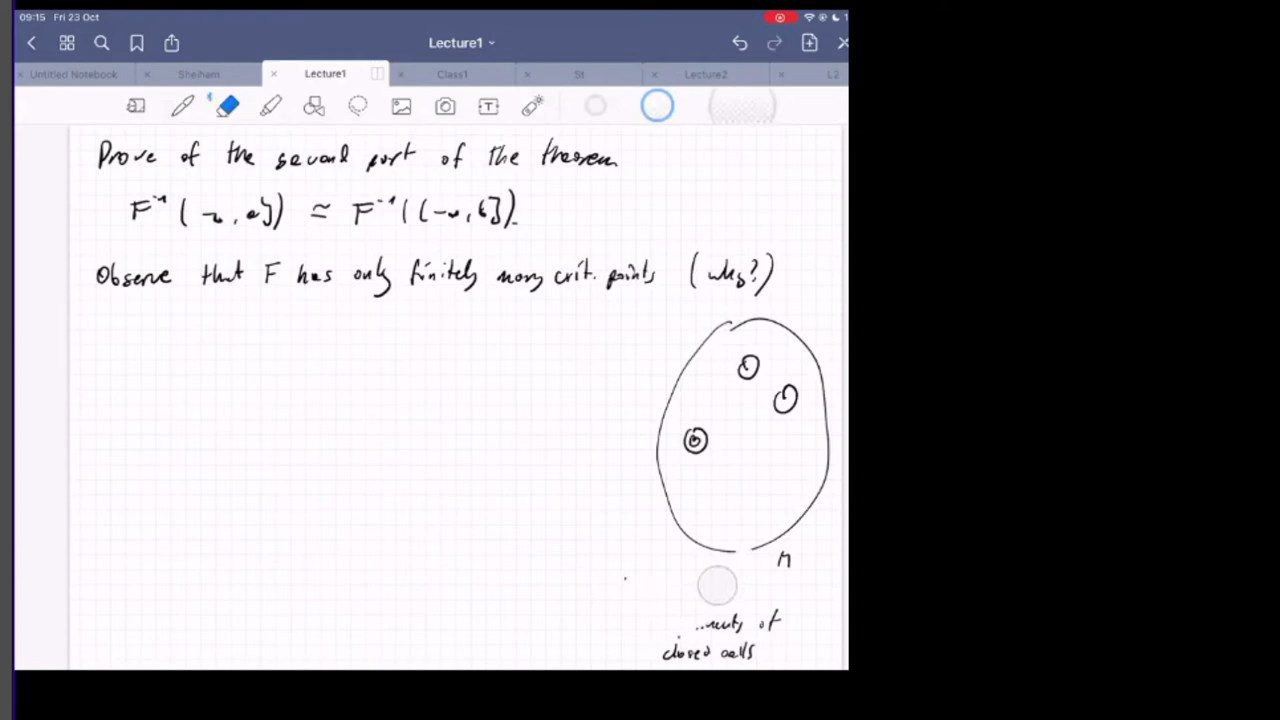 09:15 Fri 23 Oct
Lecture1
Untitled Notebook
Sheiham
Lecture1
Class1
St
Lecture2
L2
Prove of the second part of the theorem
F⁻¹((-∞, a]) ≃ F⁻¹((-∞, b]).
Observe that F has only finitely many crit. points (why?)
M
of
closed cells